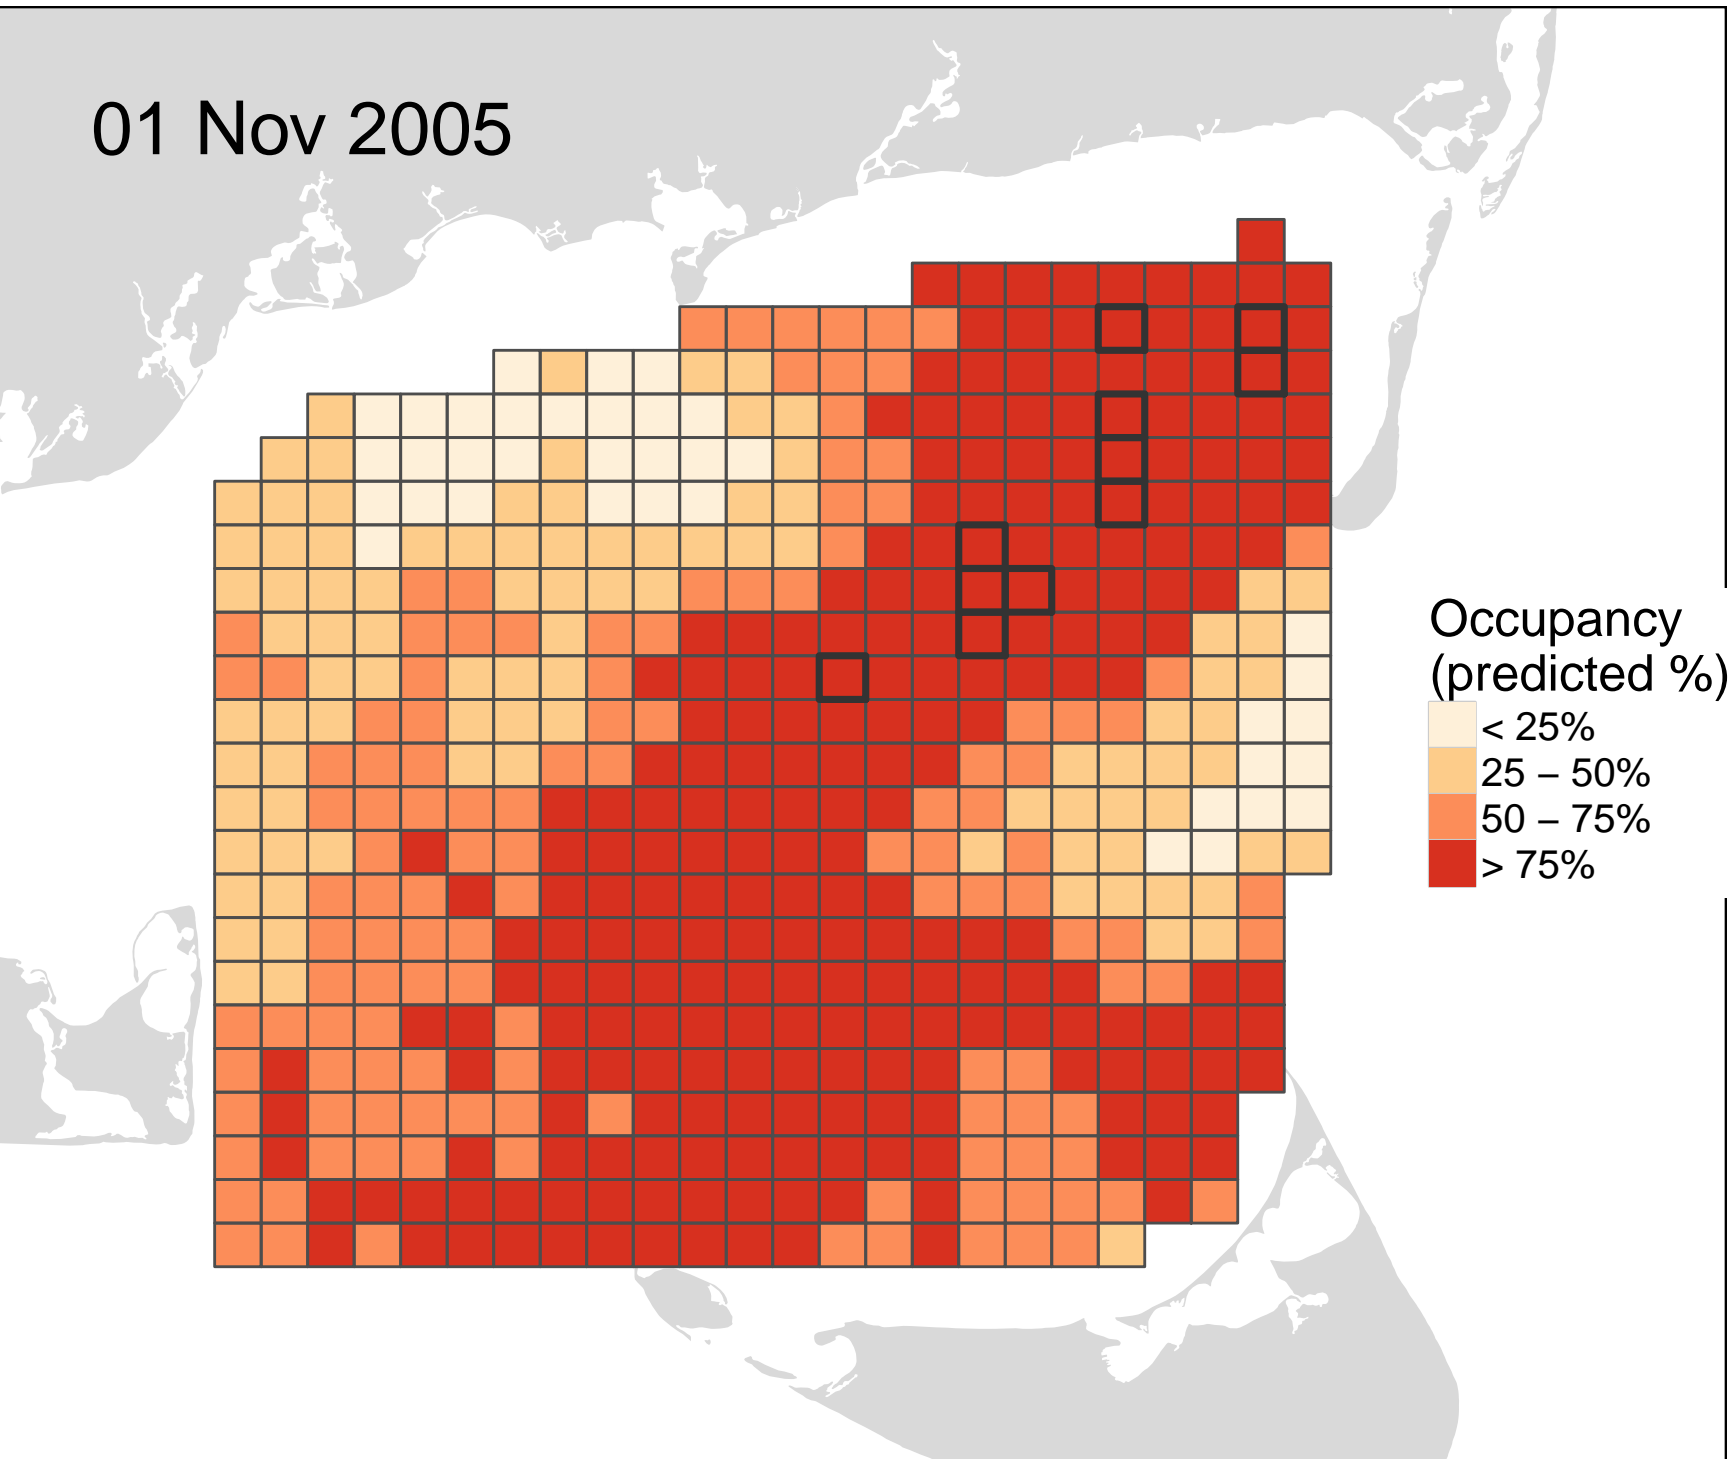 01 Nov 2005
Occupancy
(predicted %)
< 25%
25 – 50%
50 – 75%
> 75%